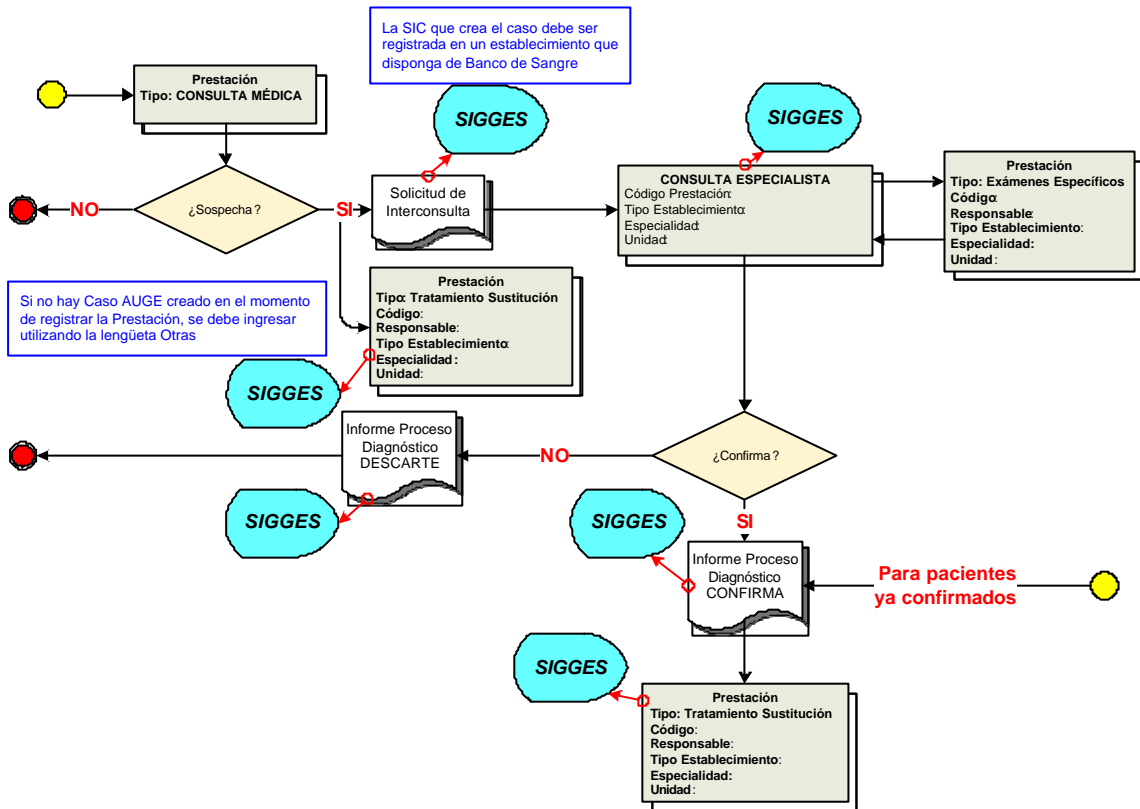 La SIC que crea el caso debe ser
registrada en un establecimiento que
disponga de Banco de Sangre
Prestación
Tipo: CONSULTA MÉDICA
SIGGES
SIGGES
¿Sospecha?
NO
SI
Solicitud de
Interconsulta
CONSULTA ESPECIALISTA
Código Prestación:
Tipo Establecimiento:
Especialidad:
Unidad:
Prestación
Tipo: Exámenes Específicos
Código:
Responsable:
Tipo Establecimiento:
Especialidad:
Unidad:
Si no hay Caso AUGE creado en el momento
de registrar la Prestación, se debe ingresar
utilizando la lengüeta Otras
Prestación
Tipo: Tratamiento Sustitución
Código:
Responsable:
Tipo Establecimiento:
Especialidad:
Unidad:
SIGGES
Informe Proceso
Diagnóstico
DESCARTE
NO
¿Confirma?
SIGGES
SIGGES
SI
Informe Proceso
Diagnóstico
CONFIRMA
Para pacientes
ya confirmados
SIGGES
Prestación
Tipo: Tratamiento Sustitución
Código:
Responsable:
Tipo Establecimiento:
Especialidad:
Unidad: